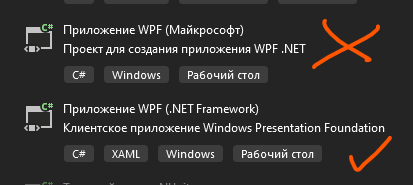 C#
Приложение WPF (Майкрософт)
Проект для создания приложения WPF .NET
C# Windows Рабочий стол
C#
Приложение WPF (.NET Framework)
Клиентское приложение Windows Presentation Foundation
C# XAML Windows Рабочий стол